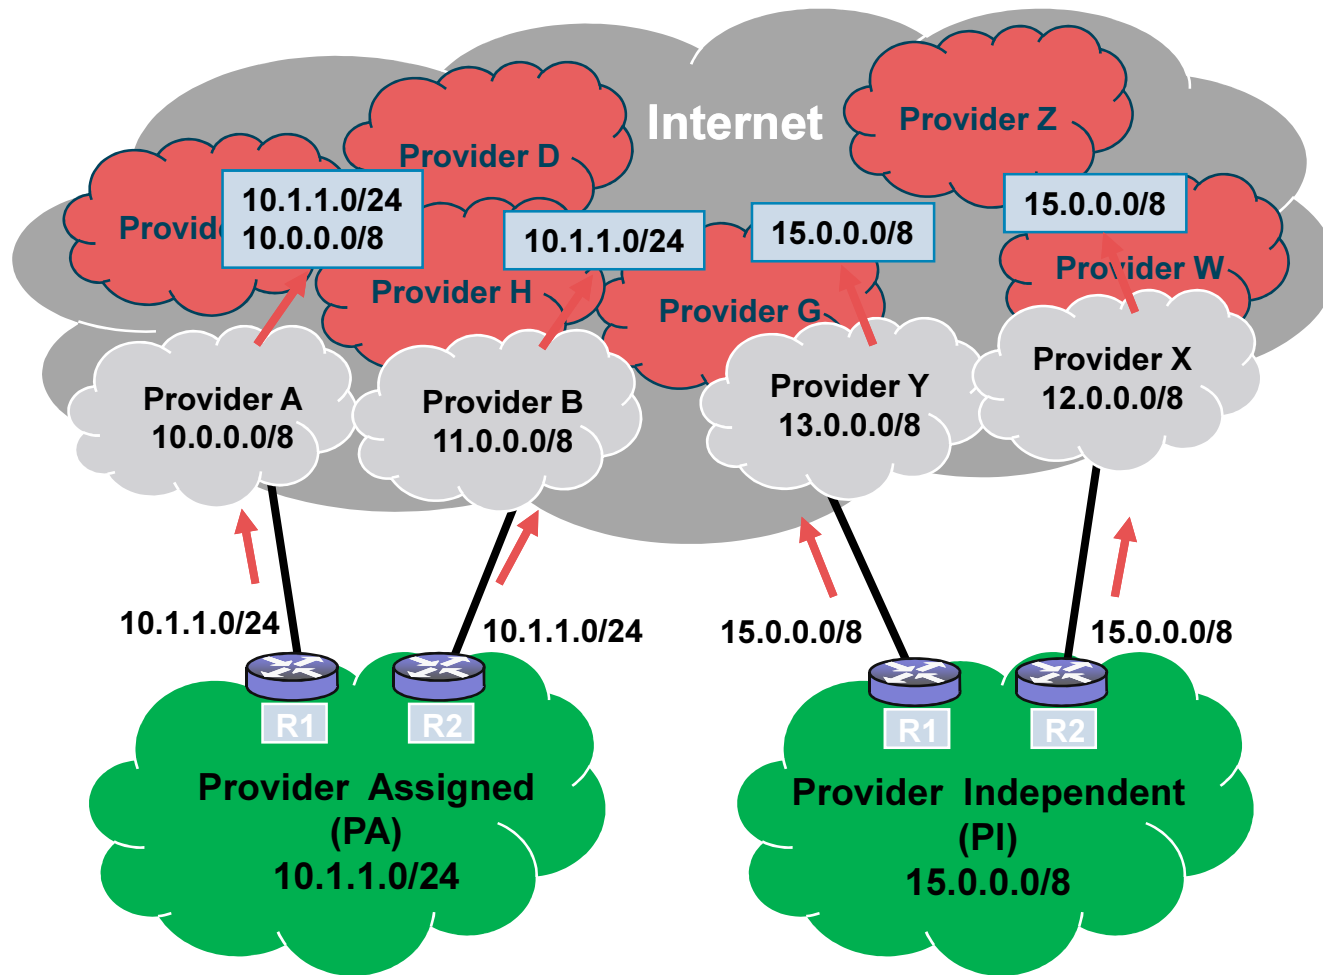 Internet
Provider Z
Provider D
10.1.1.0/24
10.0.0.0/8
10.1.1.0/24
15.0.0.0/8
15.0.0.0/8
Provider W
Provider H
Provider G
Provider A
10.0.0.0/8
Provider B
11.0.0.0/8
Provider Y
13.0.0.0/8
Provider X
12.0.0.0/8
10.1.1.0/24
10.1.1.0/24
15.0.0.0/8
15.0.0.0/8
R1
R2
R1
R2
Provider Assigned
(PA)
10.1.1.0/24
Provider Independent
(PI)
15.0.0.0/8